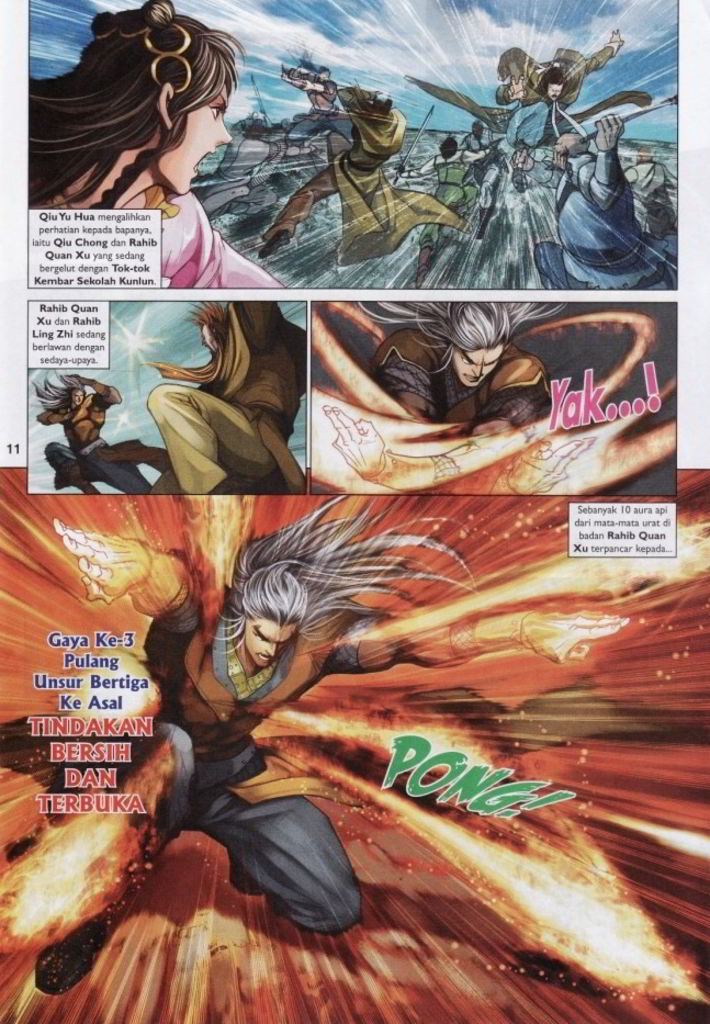 Qiu Yu Hua mengalihkan
perhatian kepada bapanya,
iaitu Qiu Chong dan Rahib
Quan Xu yang sedang
bergelut dengan Tok-tok
Kembar Sekolah Kunlun.
Rahib Quan
Xu dan Rahib
Ling Zhi sedang
berlawan dengan
sedaya-upaya.
Yak...!
11
Sebanyak 10 aura api
dari mata-mata urat di
badan Rahib Quan
Xu terpancar kepada...
Gaya Ke-3
Pulang
Unsur Bertiga
Ke Asal
TINDAKAN
BERSIH
DAN
TERBUKA
PONG!